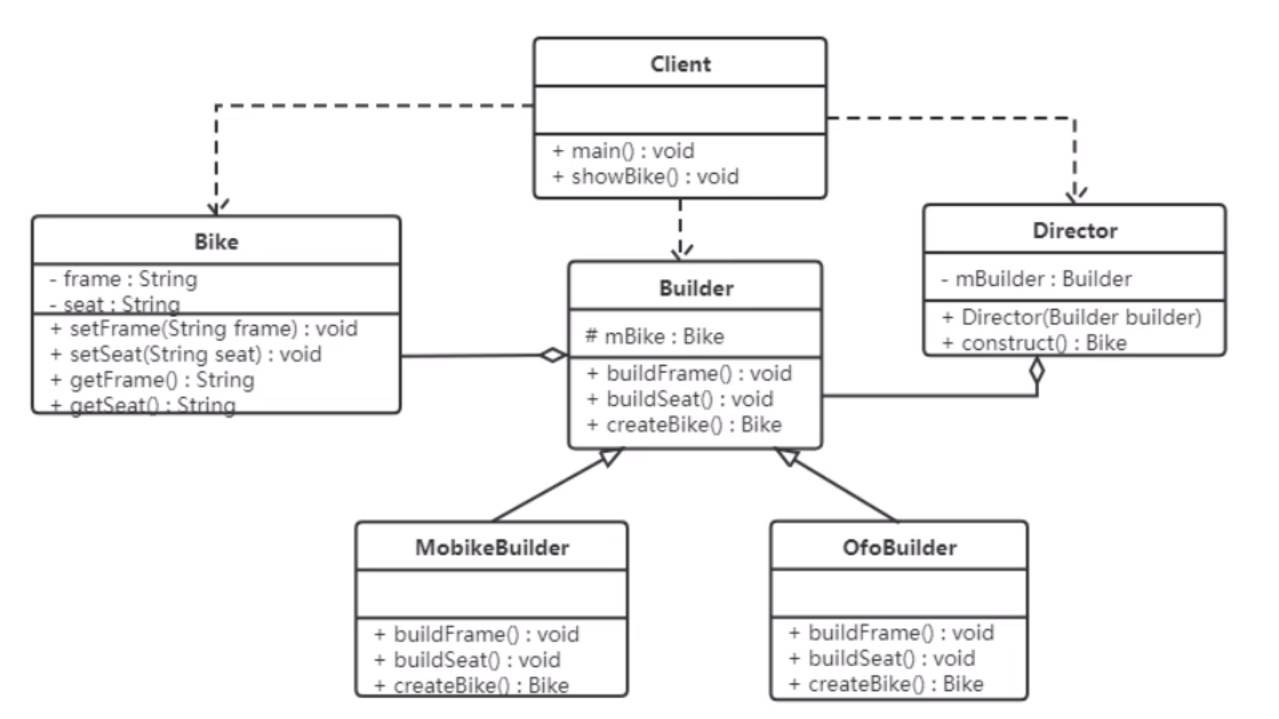 Client
+ main() : void
+ showBike() : void
Bike
- frame : String
- seat : String
+ setFrame(String frame) : void
+ setSeat(String seat) : void
+ getFrame() : String
+ getSeat() : String
Builder
# mBike : Bike
+ buildFrame() : void
+ buildSeat() : void
+ createBike() : Bike
Director
- mBuilder : Builder
+ Director(Builder builder)
+ construct() : Bike
MobikeBuilder
+ buildFrame() : void
+ buildSeat() : void
+ createBike() : Bike
OfoBuilder
+ buildFrame() : void
+ buildSeat() : void
+ createBike() : Bike